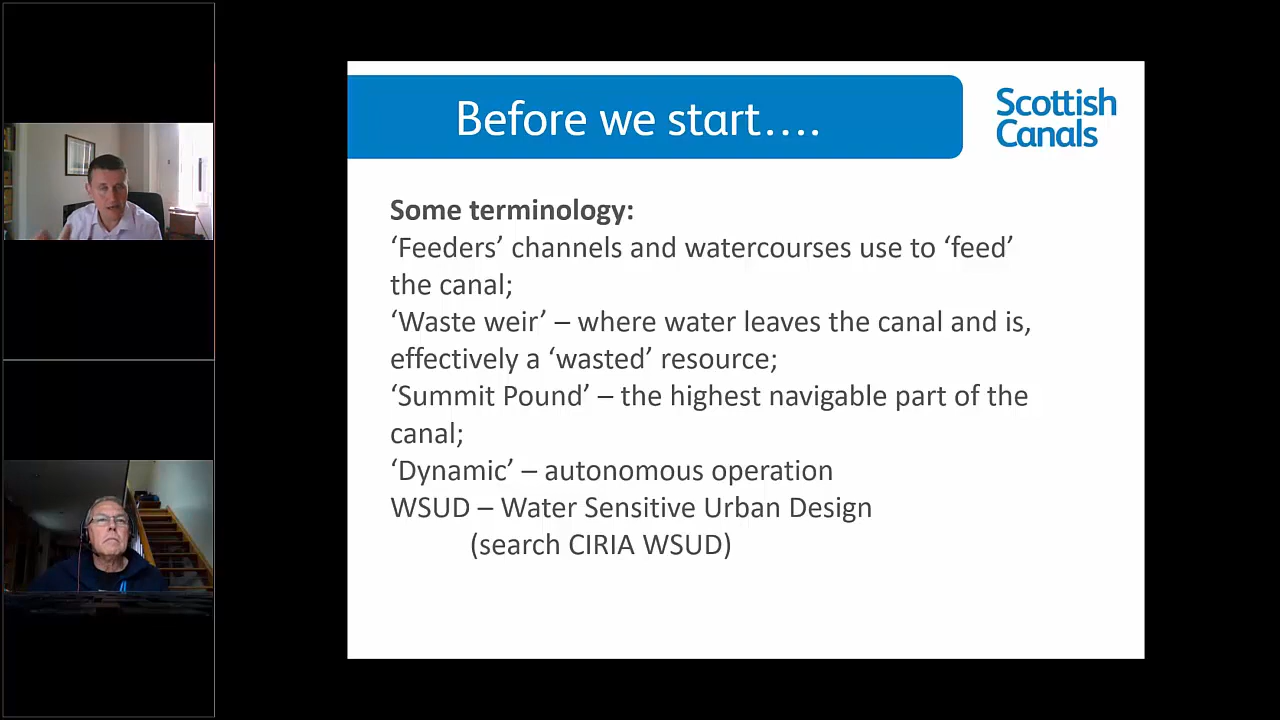 Before we start….
Scottish
Canals
Some terminology:
‘Feeders’ channels and watercourses use to ‘feed’
the canal;
‘Waste weir’ – where water leaves the canal and is,
effectively a ‘wasted’ resource;
‘Summit Pound’ – the highest navigable part of the
canal;
‘Dynamic’ – autonomous operation
WSUD – Water Sensitive Urban Design
(search CIRIA WSUD)